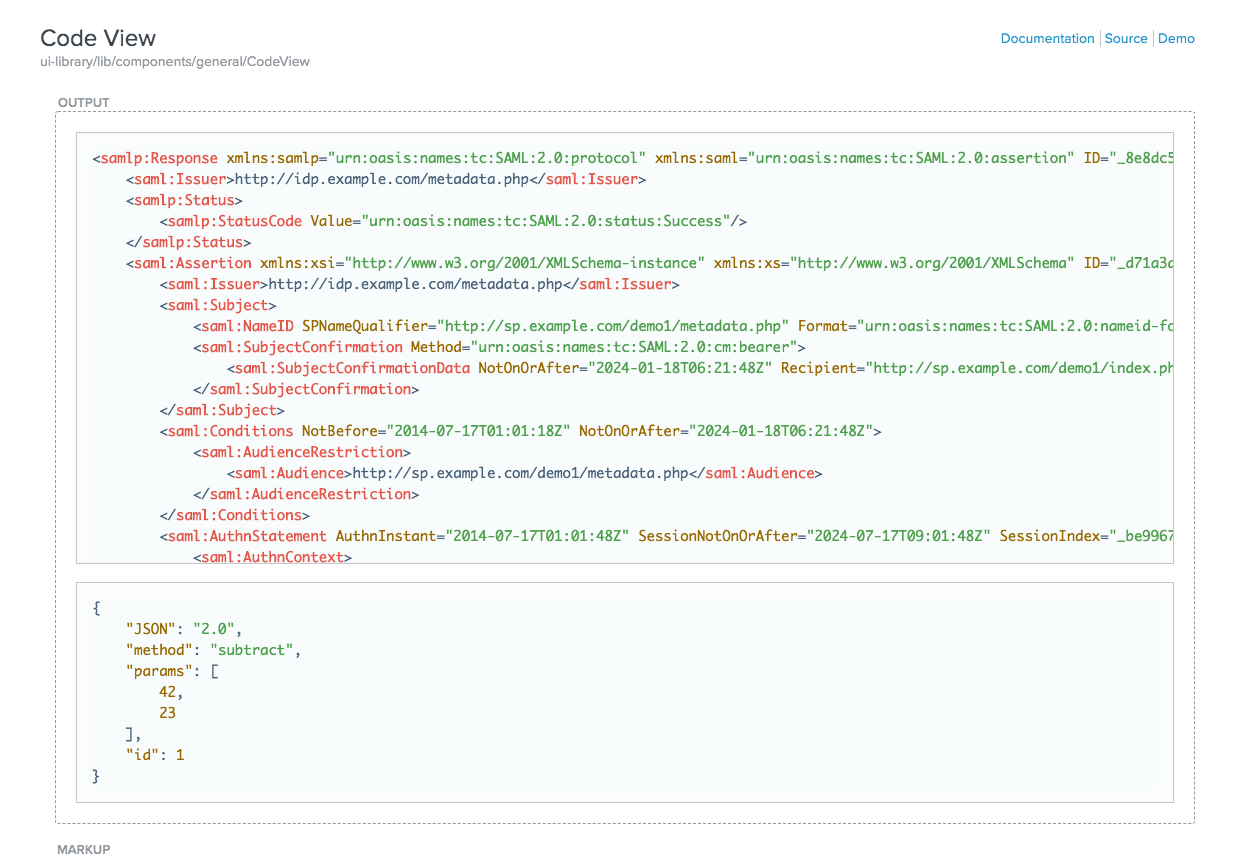 Code View
Documentation Source Demo
ui-library/lib/components/general/CodeView
OUTPUT
<samlp:Response xmlns:samlp="urn:oasis:names:tc:SAML:2.0:protocol" xmlns:saml="urn:oasis:names:tc:SAML:2.0:assertion" ID="_8e8dc5
    <saml:Issuer>http://idp.example.com/metadata.php</saml:Issuer>
    <samlp:Status>
        <samlp:StatusCode Value="urn:oasis:names:tc:SAML:2.0:status:Success"/>
    </samlp:Status>
    <saml:Assertion xmlns:xsi="http://www.w3.org/2001/XMLSchema-instance" xmlns:xs="http://www.w3.org/2001/XMLSchema" ID="_d71a3a
        <saml:Issuer>http://idp.example.com/metadata.php</saml:Issuer>
        <saml:Subject>
            <saml:NameID SPNameQualifier="http://sp.example.com/demo1/metadata.php" Format="urn:oasis:names:tc:SAML:2.0:nameid-fo
            <saml:SubjectConfirmation Method="urn:oasis:names:tc:SAML:2.0:cm:bearer">
                <saml:SubjectConfirmationData NotOnOrAfter="2024-01-18T06:21:48Z" Recipient="http://sp.example.com/demo1/index.ph
            </saml:SubjectConfirmation>
        </saml:Subject>
        <saml:Conditions NotBefore="2014-07-17T01:01:18Z" NotOnOrAfter="2024-01-18T06:21:48Z">
            <saml:AudienceRestriction>
                <saml:Audience>http://sp.example.com/demo1/metadata.php</saml:Audience>
            </saml:AudienceRestriction>
        </saml:Conditions>
        <saml:AuthnStatement AuthnInstant="2014-07-17T01:01:48Z" SessionNotOnOrAfter="2024-07-17T09:01:48Z" SessionIndex="_be9967
            <saml:AuthnContext>
{
    "JSON": "2.0",
    "method": "subtract",
    "params": [
        42,
        23
    ],
    "id": 1
}
MARKUP